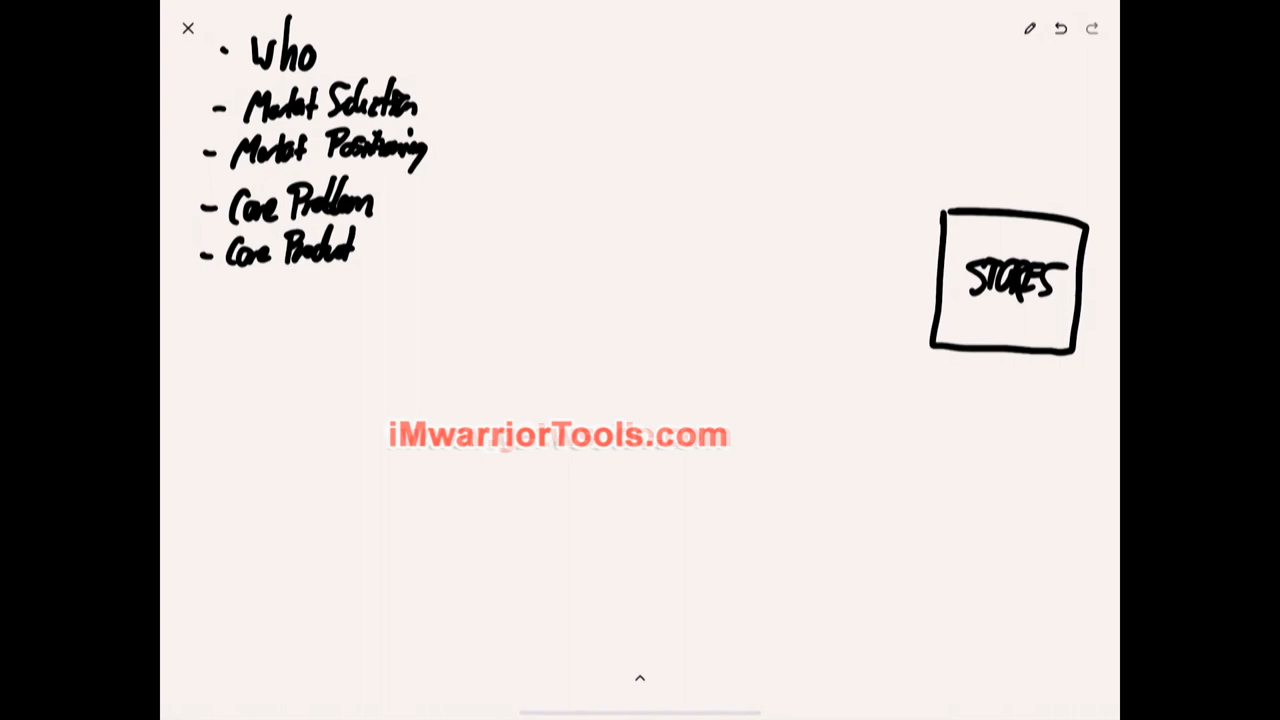 • Who
- Market Selection
- Market Positioning
- Core Problem
- Core Product
STORES
iMwarriorTools.com